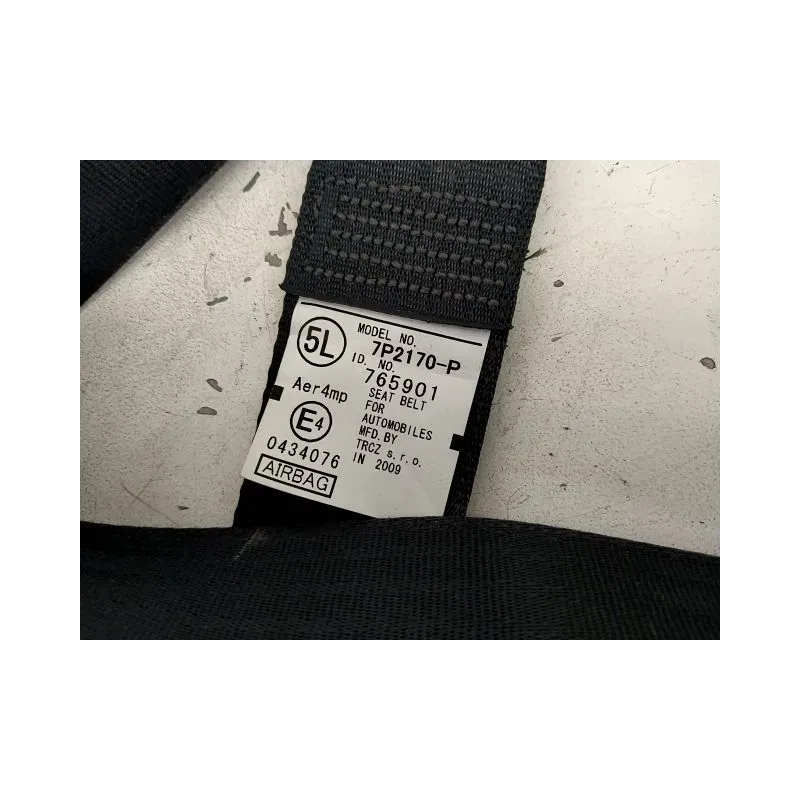 5L
MODEL NO.
7P2170-P
ID. NO.
765901
Aer4mp
SEAT BELT
FOR
AUTOMOBILES
E4
MFD. BY
TRCZ s.r.o.
0434076
IN 2009
AIRBAG